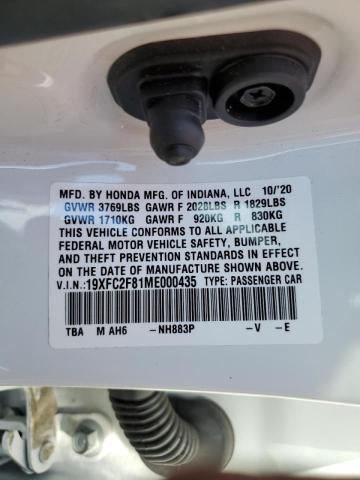 MFD. BY HONDA MFG. OF INDIANA, LLC 10/'20
GVWR 3769LBS GAWR F 2028LBS R 1829LBS
GVWR 1710KG GAWR F 920KG R 830KG
THIS VEHICLE CONFORMS TO ALL APPLICABLE
FEDERAL MOTOR VEHICLE SAFETY, BUMPER,
AND THEFT PREVENTION STANDARDS IN EFFECT ON
THE DATE OF MANUFACTURE SHOWN ABOVE.
V.I.N.: 19XFC2F81ME000435 TYPE: PASSENGER CAR
TBA M AH6 -NH883P -V -E